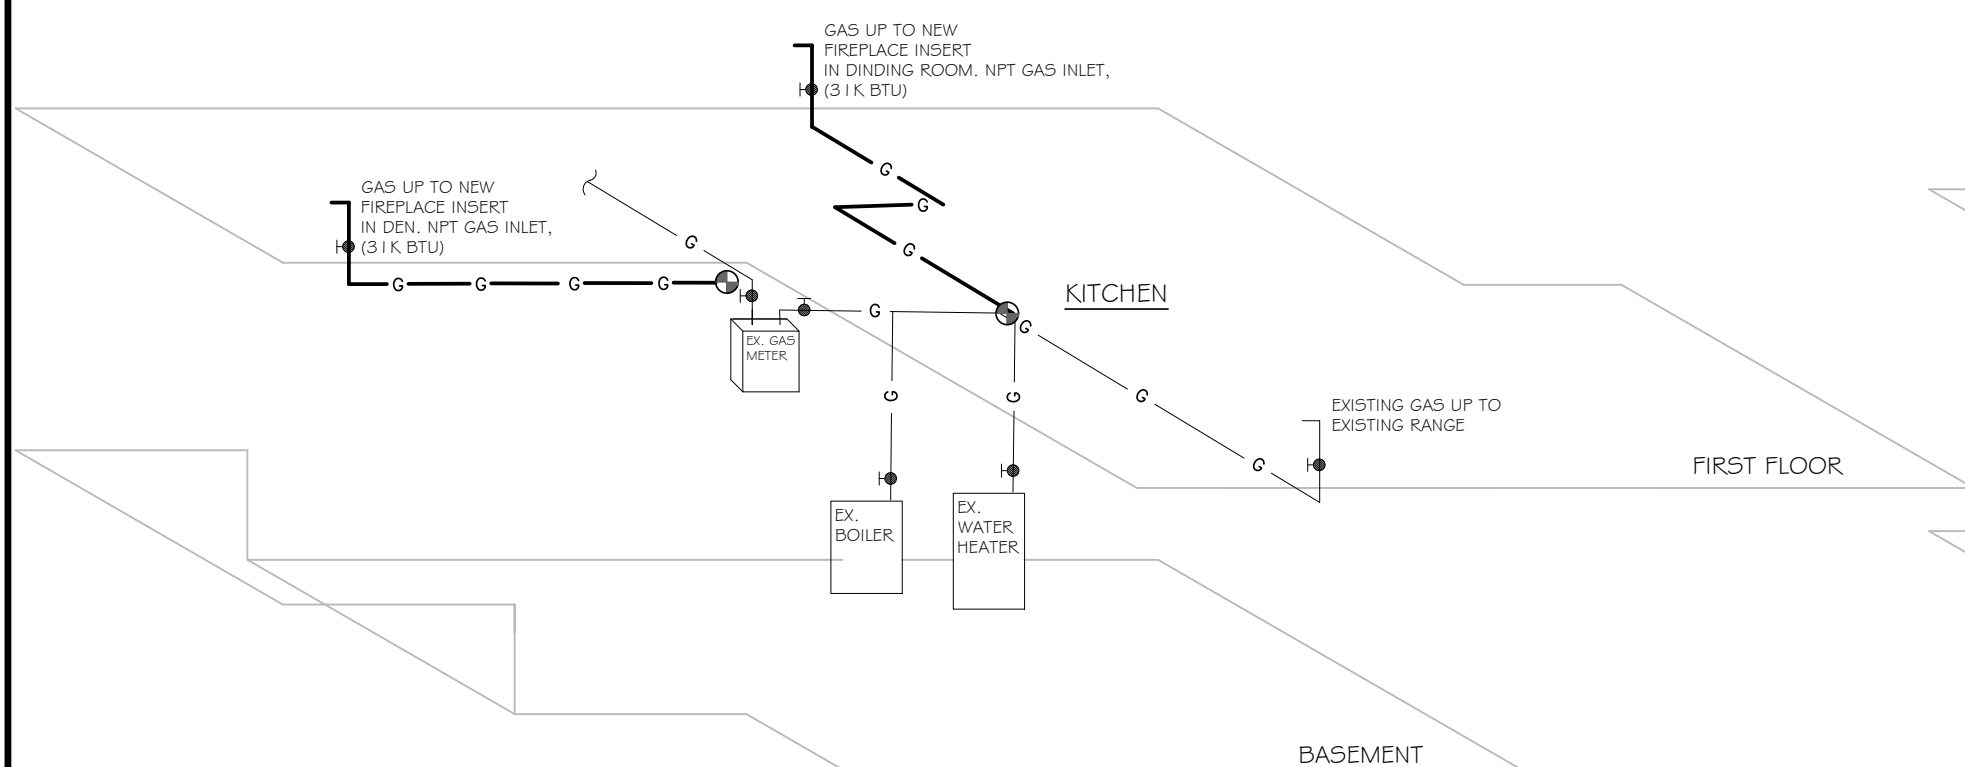 GAS UP TO NEW
FIREPLACE INSERT
IN DINDING ROOM. NPT GAS INLET,
(31K BTU)
G
GAS UP TO NEW
FIREPLACE INSERT
IN DEN. NPT GAS INLET,
(31K BTU)
G
G
G
G
G
G
G
G
KITCHEN
G
G
EX. GAS
METER
G
G
G
EXISTING GAS UP TO
EXISTING RANGE
G
FIRST FLOOR
EX.
BOILER
EX.
WATER
HEATER
BASEMENT